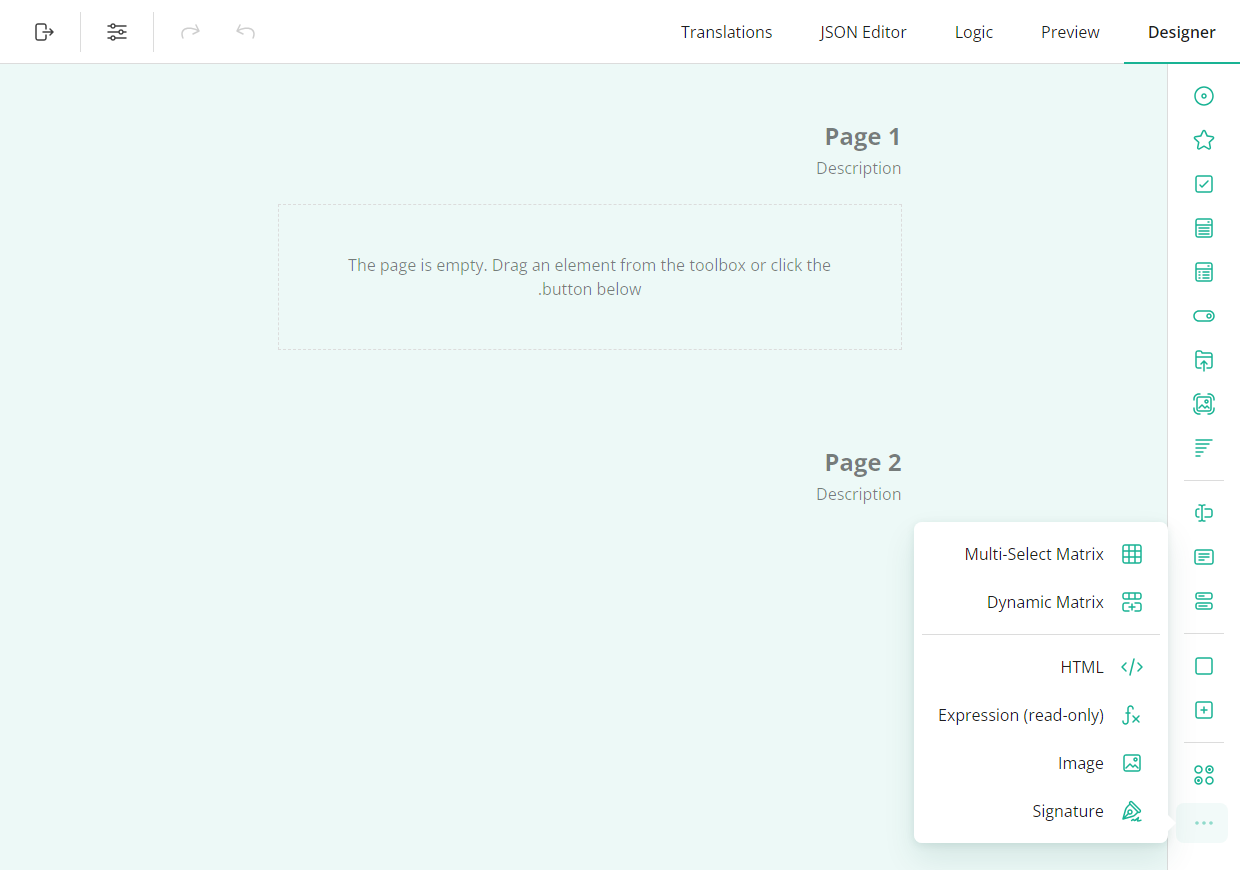 Translations
JSON Editor
Logic
Preview
Designer
Page 1
Description
The page is empty. Drag an element from the toolbox or click the
.button below
Page 2
Description
Multi-Select Matrix
Dynamic Matrix
HTML
Expression (read-only)
Image
Signature